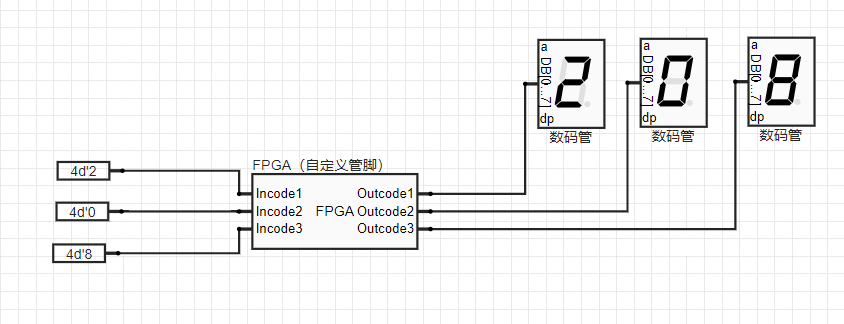 a
DB[0...7]
dp
2
数码管
a
DB[0...7]
dp
0
数码管
a
DB[0...7]
dp
8
数码管
FPGA（自定义管脚）
4d'2
4d'0
4d'8
Incode1
Incode2
Incode3
FPGA
Outcode1
Outcode2
Outcode3